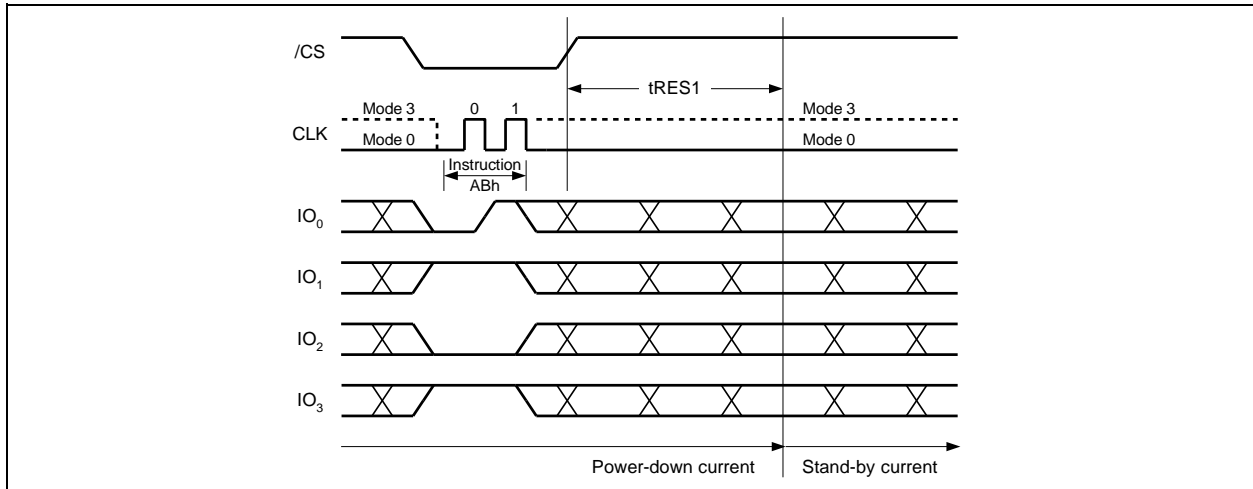 /CS
tRES1
Mode 3 0 1 Mode 3
CLK
Mode 0 Mode 0
Instruction
ABh
IO0
IO1
IO2
IO3
Power-down current Stand-by current